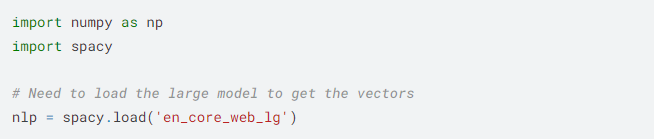 import numpy as np
import spacy
# Need to load the large model to get the vectors
nlp = spacy.load('en_core_web_lg')